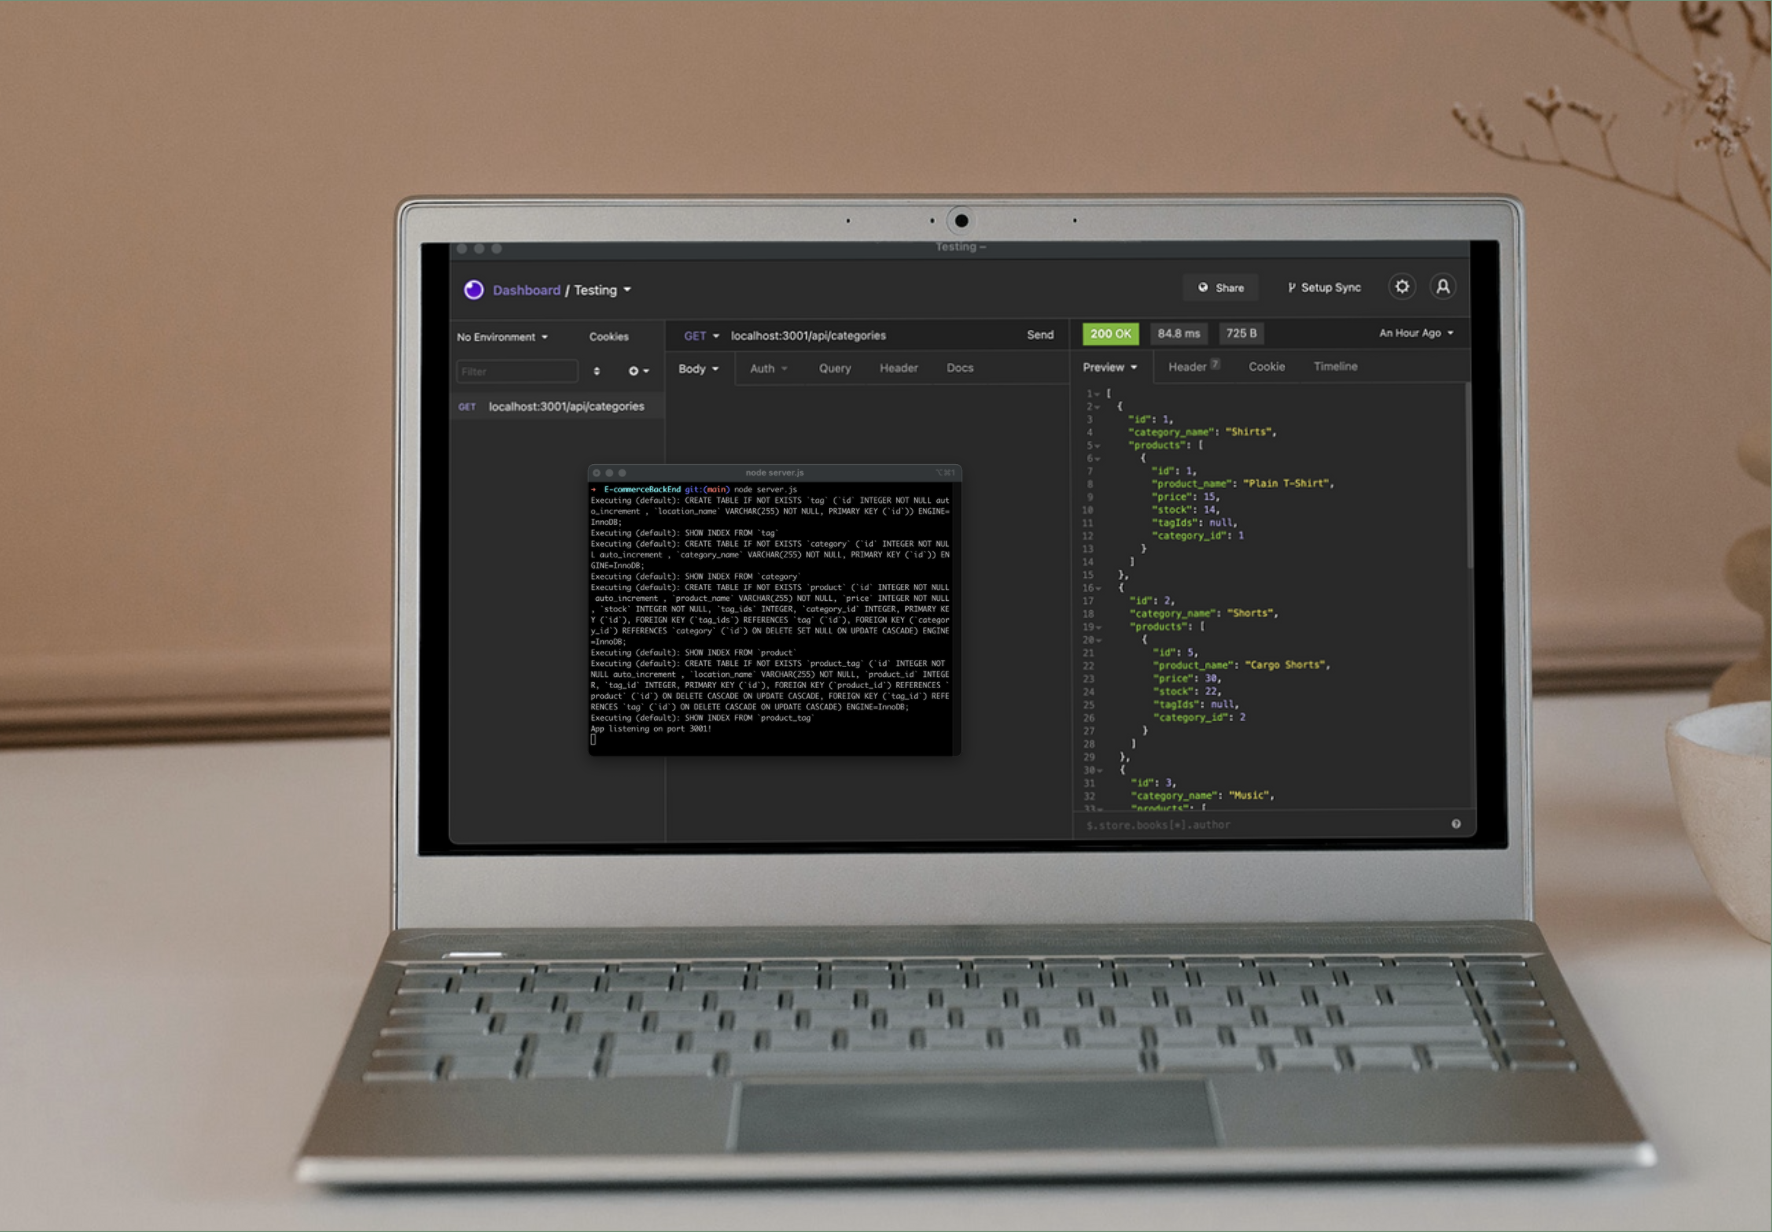 Testing –
Dashboard / Testing
Share
Setup Sync
No Environment
Cookies
GET localhost:3001/api/categories
Send
200 OK
84.8 ms
725 B
An Hour Ago
Filter
Body
Auth
Query
Header
Docs
Preview
Header 7
Cookie
Timeline
GET localhost:3001/api/categories
node server.js
⌥⌘1
→ E-commerceBackEnd git:(main) node server.js
Executing (default): CREATE TABLE IF NOT EXISTS `tag` (`id` INTEGER NOT NULL aut
o_increment , `location_name` VARCHAR(255) NOT NULL, PRIMARY KEY (`id`)) ENGINE=
InnoDB;
Executing (default): SHOW INDEX FROM `tag`
Executing (default): CREATE TABLE IF NOT EXISTS `category` (`id` INTEGER NOT NUL
L auto_increment , `category_name` VARCHAR(255) NOT NULL, PRIMARY KEY (`id`)) EN
GINE=InnoDB;
Executing (default): SHOW INDEX FROM `category`
Executing (default): CREATE TABLE IF NOT EXISTS `product` (`id` INTEGER NOT NULL
auto_increment , `product_name` VARCHAR(255) NOT NULL, `price` INTEGER NOT NULL
, `stock` INTEGER NOT NULL, `tag_ids` INTEGER, `category_id` INTEGER, PRIMARY KE
Y (`id`), FOREIGN KEY (`tag_ids`) REFERENCES `tag` (`id`), FOREIGN KEY (`categor
y_id`) REFERENCES `category` (`id`) ON DELETE SET NULL ON UPDATE CASCADE) ENGINE
=InnoDB;
Executing (default): SHOW INDEX FROM `product`
Executing (default): CREATE TABLE IF NOT EXISTS `product_tag` (`id` INTEGER NOT
NULL auto_increment , `location_name` VARCHAR(255) NOT NULL, `product_id` INTEGE
R, `tag_id` INTEGER, PRIMARY KEY (`id`), FOREIGN KEY (`product_id`) REFERENCES `
product` (`id`) ON DELETE CASCADE ON UPDATE CASCADE, FOREIGN KEY (`tag_id`) REFE
RENCES `tag` (`id`) ON DELETE CASCADE ON UPDATE CASCADE) ENGINE=InnoDB;
Executing (default): SHOW INDEX FROM `product_tag`
App listening on port 3001!
1 [
2 {
3 "id": 1,
4 "category_name": "Shirts",
5 "products": [
6 {
7 "id": 1,
8 "product_name": "Plain T-Shirt",
9 "price": 15,
10 "stock": 14,
11 "tagIds": null,
12 "category_id": 1
13 }
14 ]
15 },
16 {
17 "id": 2,
18 "category_name": "Shorts",
19 "products": [
20 {
21 "id": 5,
22 "product_name": "Cargo Shorts",
23 "price": 30,
24 "stock": 22,
25 "tagIds": null,
26 "category_id": 2
27 }
28 ]
29 },
30 {
31 "id": 3,
32 "category_name": "Music",
33 "products": [
$.store.books[*].author